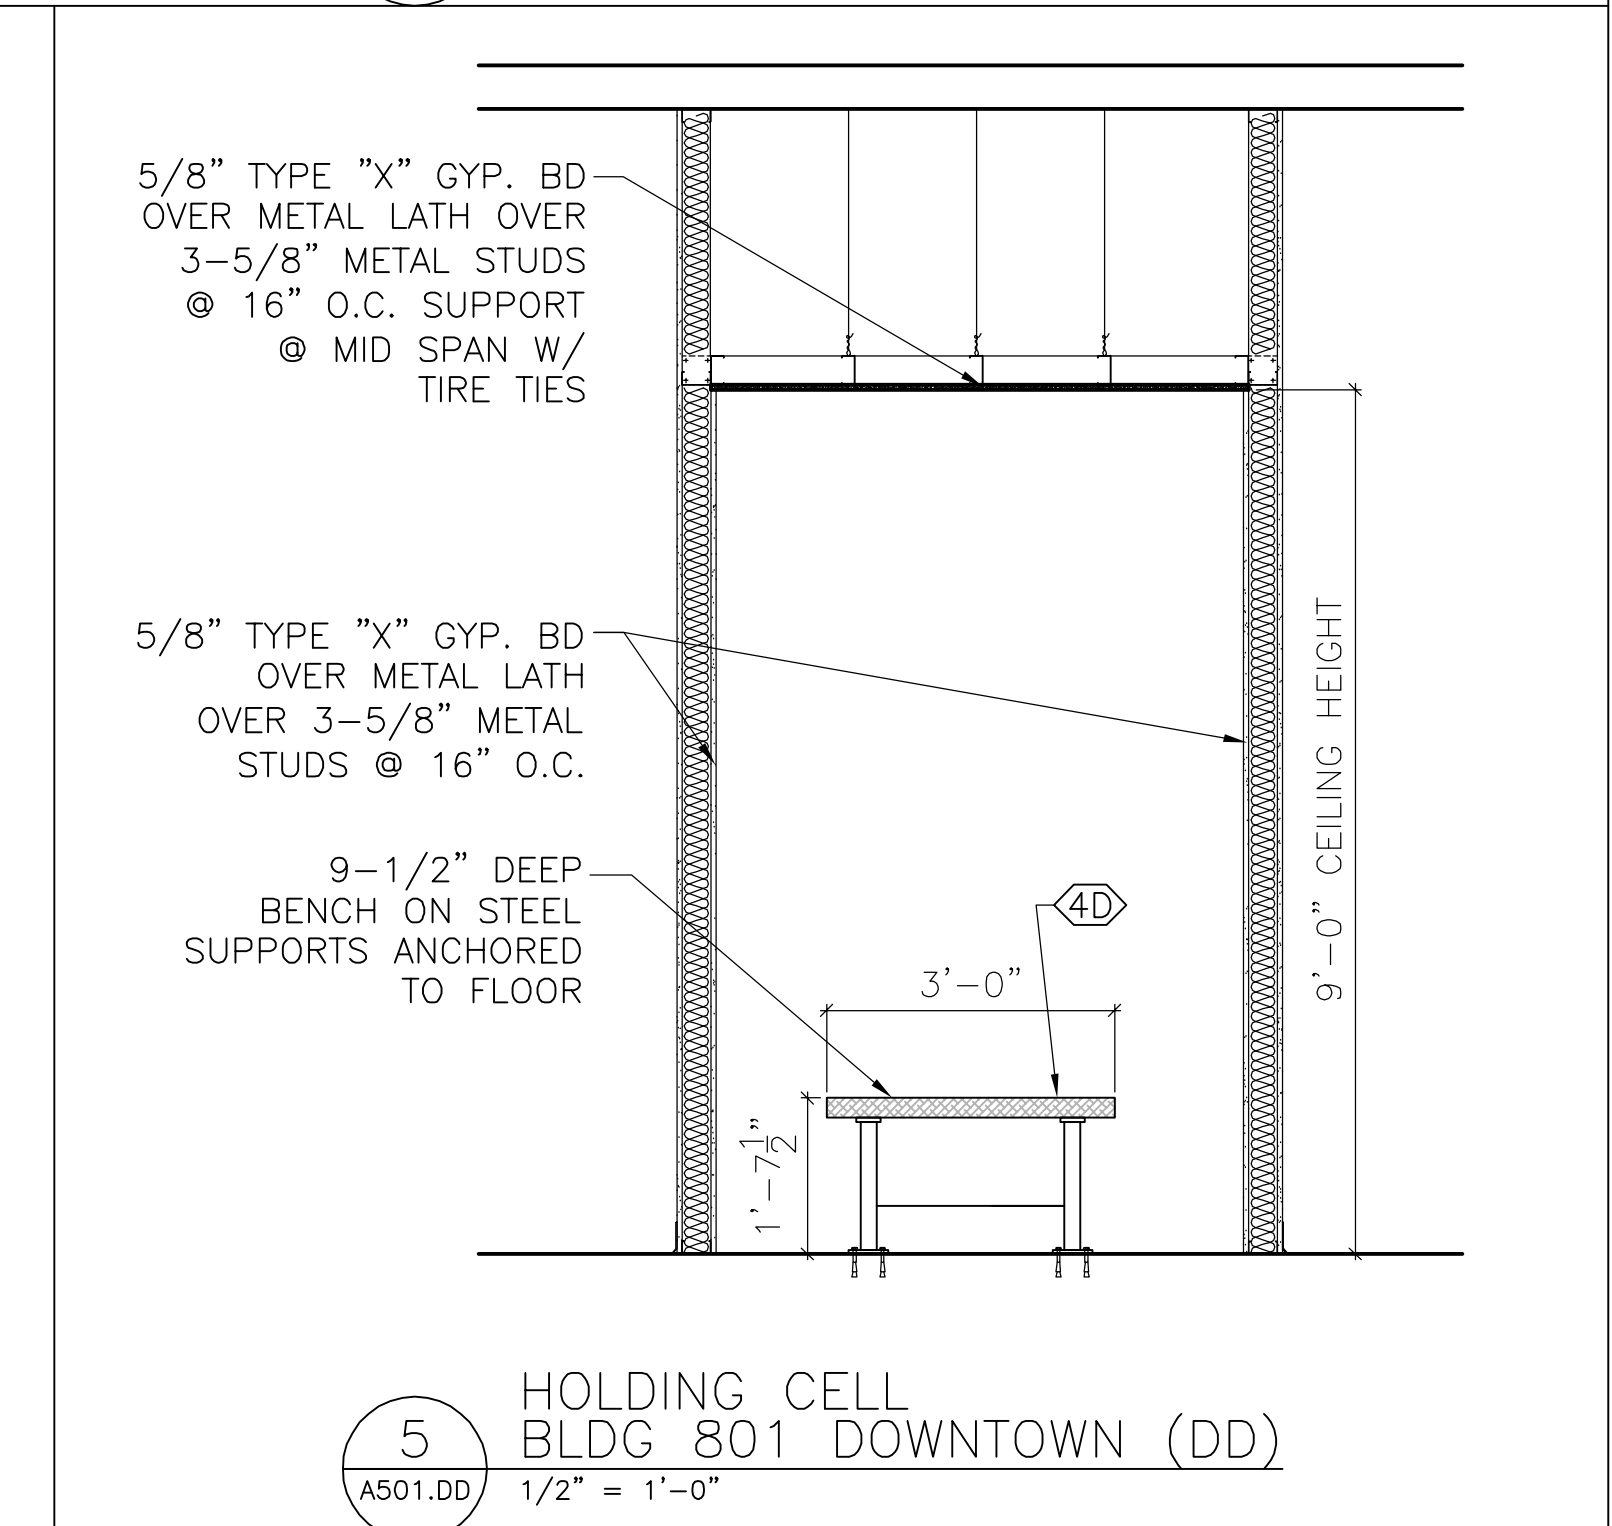 5/8” TYPE ”X” GYP. BD
OVER METAL LATH OVER
3-5/8” METAL STUDS
@ 16” O.C. SUPPORT
@ MID SPAN W/
TIRE TIES
5/8” TYPE ”X” GYP. BD
OVER METAL LATH
OVER 3-5/8” METAL
STUDS @ 16” O.C.
9-1/2” DEEP
BENCH ON STEEL
SUPPORTS ANCHORED
TO FLOOR
4D
3'-0”
1'-7 1/2”
9'-0” CEILING HEIGHT
5
A501.DD
HOLDING CELL
BLDG 801 DOWNTOWN (DD)
1/2” = 1'-0”